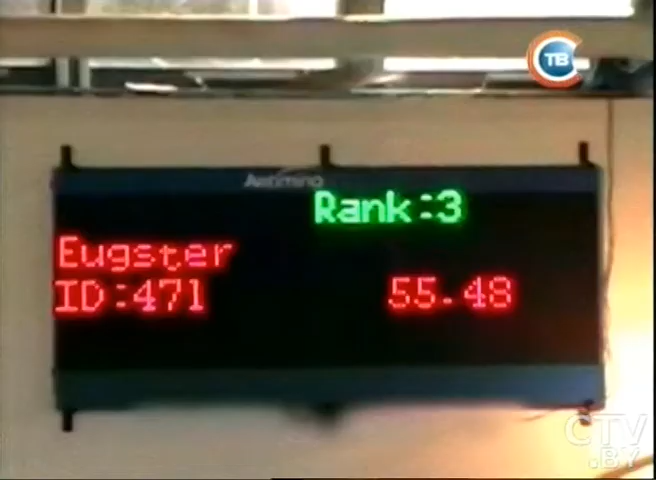 ТВ
Rank:3
Eugster
ID:471
55.48
CTV
.BY